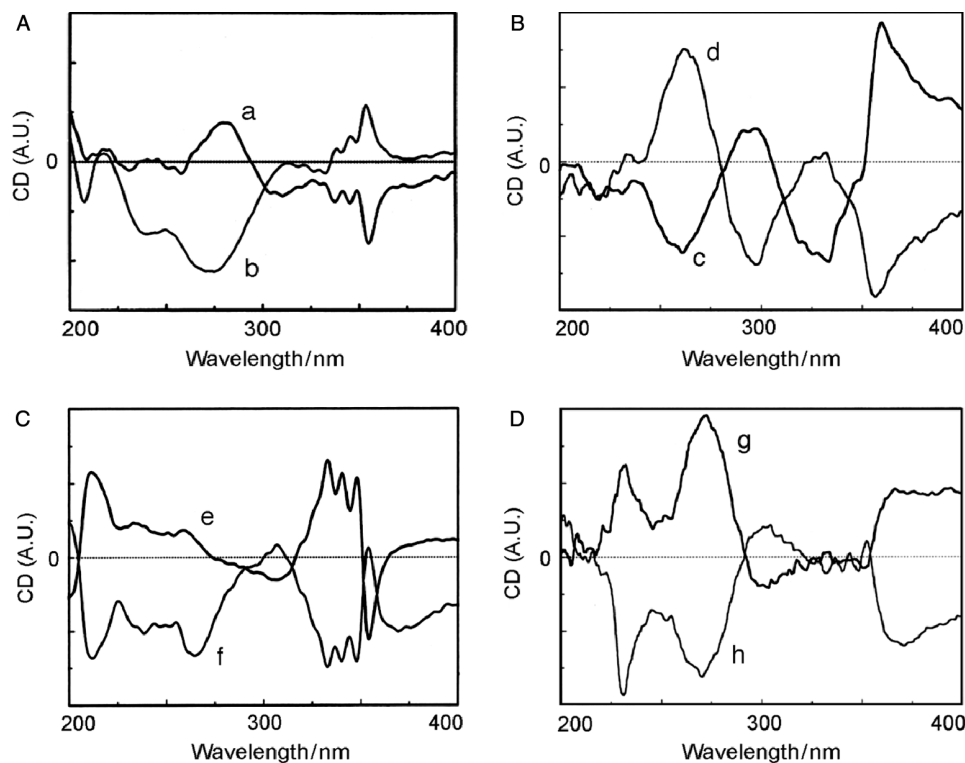 A
CD (A.U.)
0
a
b
200
300
400
Wavelength/nm
B
CD (A.U.)
0
d
c
200
300
400
Wavelength/nm
C
CD (A.U.)
0
e
f
200
300
400
Wavelength/nm
D
CD (A.U.)
0
g
h
200
300
400
Wavelength/nm